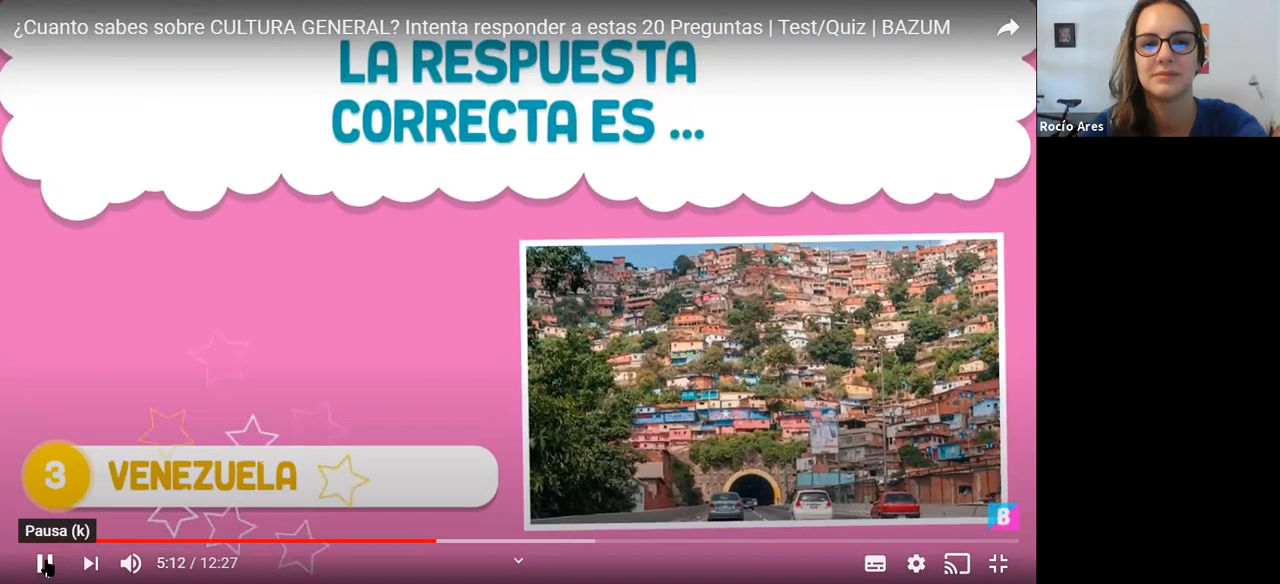 ¿Cuanto sabes sobre CULTURA GENERAL? Intenta responder a estas 20 Preguntas | Test/Quiz | BAZUM
LA RESPUESTA
CORRECTA ES ...
Rocío Ares
3 VENEZUELA
B
Pausa (k)
5:12 / 12:27